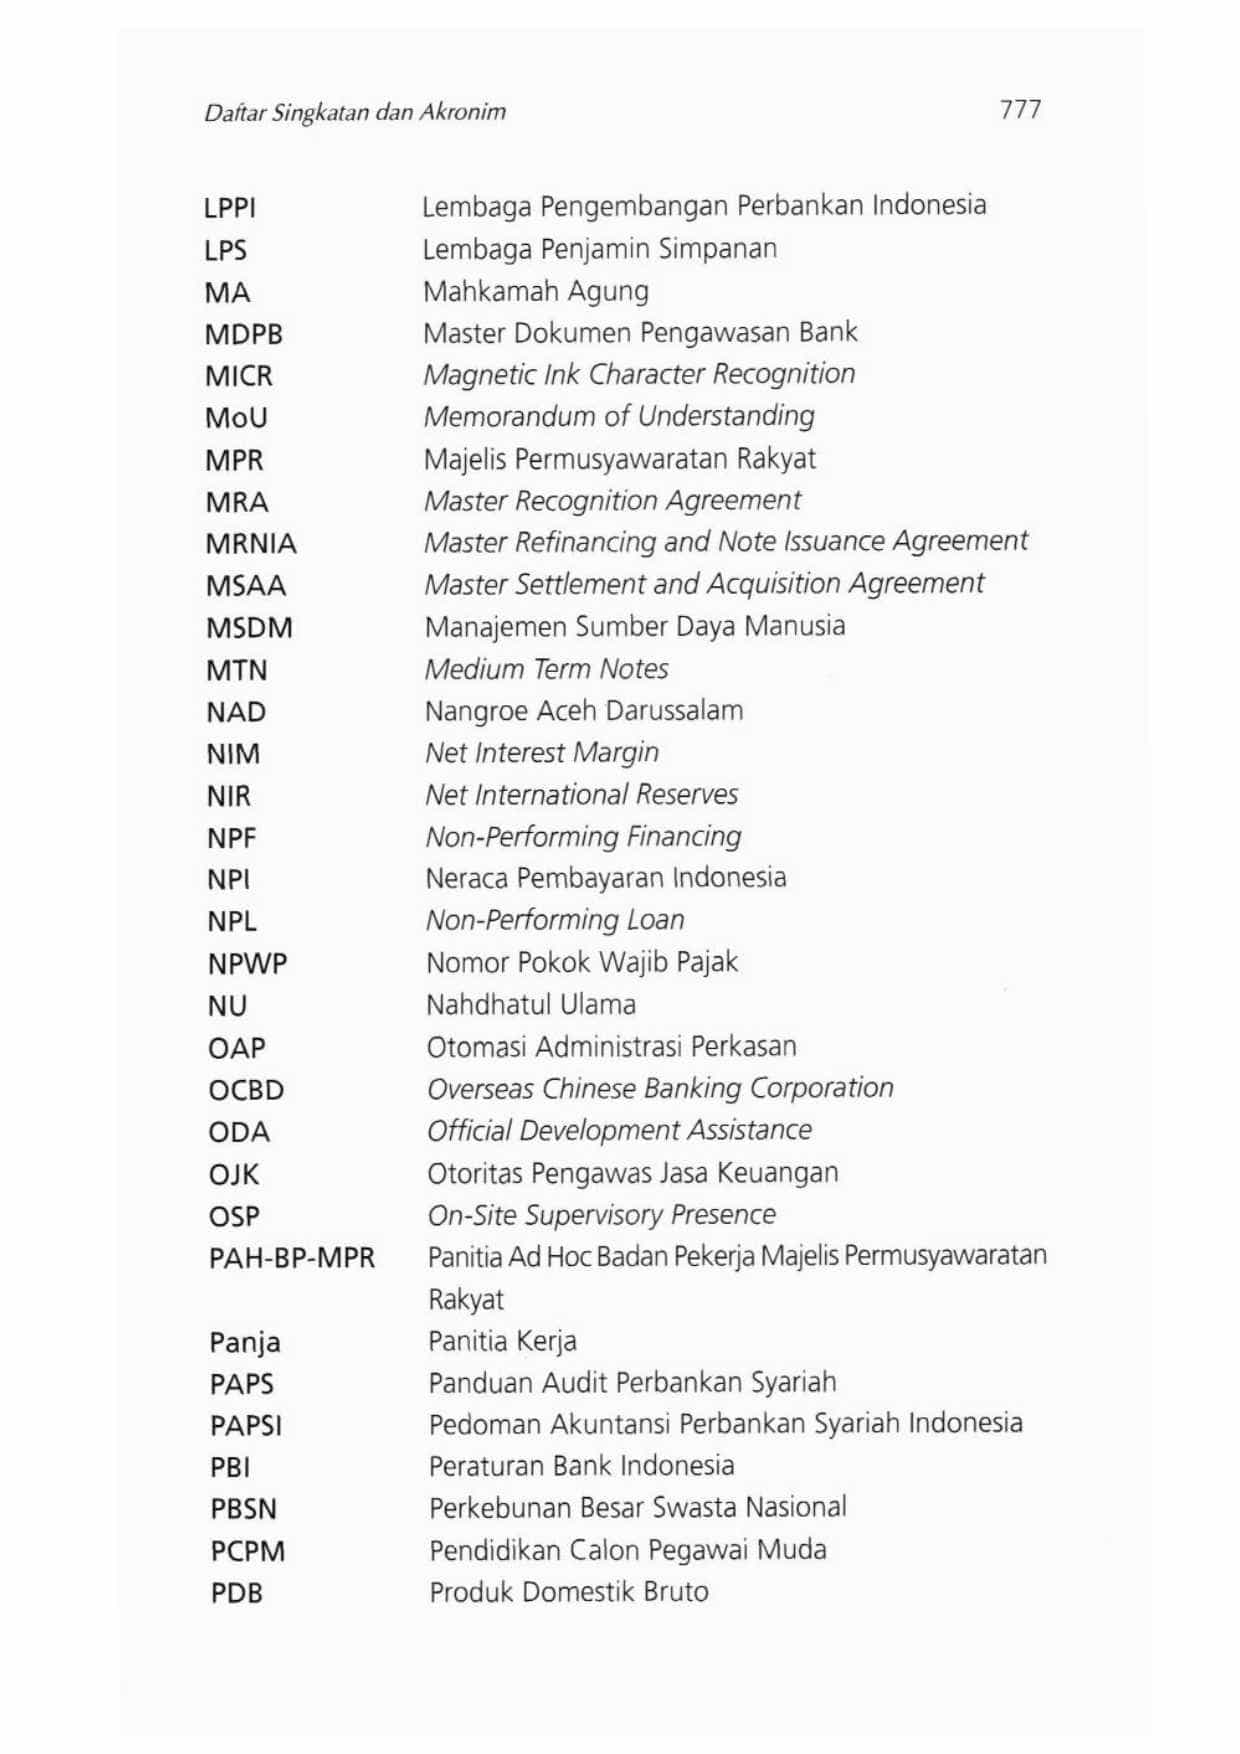 Daftar Singkatan dan Akronim 777
LPPI Lembaga Pengembangan Perbankan Indonesia
LPS Lembaga Penjamin Simpanan
MA Mahkamah Agung
MDPB Master Dokumen Pengawasan Bank
MICR Magnetic Ink Character Recognition
MoU Memorandum of Understanding
MPR Majelis Permusyawaratan Rakyat
MRA Master Recognition Agreement
MRNIA Master Refinancing and Note Issuance Agreement
MSAA Master Settlement and Acquisition Agreement
MSDM Manajemen Sumber Daya Manusia
MTN Medium Term Notes
NAD Nangroe Aceh Darussalam
NIM Net Interest Margin
NIR Net International Reserves
NPF Non-Performing Financing
NPI Neraca Pembayaran Indonesia
NPL Non-Performing Loan
NPWP Nomor Pokok Wajib Pajak
NU Nahdhatul Ulama
OAP Otomasi Administrasi Perkasan
OCBD Overseas Chinese Banking Corporation
ODA Official Development Assistance
OJK Otoritas Pengawas Jasa Keuangan
OSP On-Site Supervisory Presence
PAH-BP-MPR Panitia Ad Hoc Badan Pekerja Majelis Permusyawaratan
Rakyat
Panja Panitia Kerja
PAPS Panduan Audit Perbankan Syariah
PAPSI Pedoman Akuntansi Perbankan Syariah Indonesia
PBI Peraturan Bank Indonesia
PBSN Perkebunan Besar Swasta Nasional
PCPM Pendidikan Calon Pegawai Muda
PDB Produk Domestik Bruto